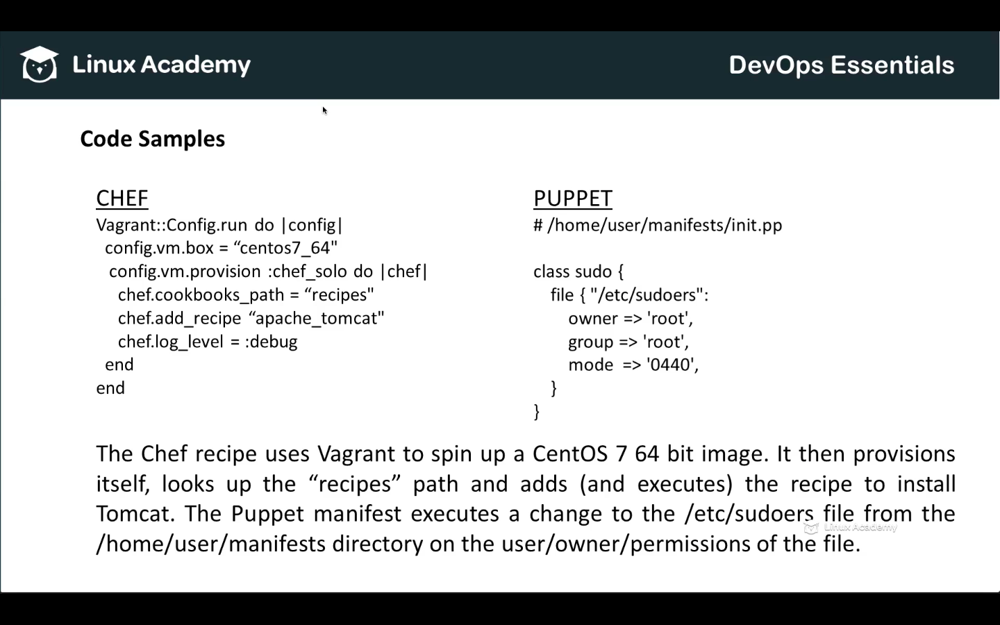 Linux Academy
DevOps Essentials
Code Samples
CHEF
Vagrant::Config.run do |config|
config.vm.box = “centos7_64"
config.vm.provision :chef_solo do |chef|
chef.cookbooks_path = “recipes"
chef.add_recipe “apache_tomcat"
chef.log_level = :debug
end
end
PUPPET
# /home/user/manifests/init.pp
class sudo {
file { "/etc/sudoers":
owner => 'root',
group => 'root',
mode => '0440',
}
}
The Chef recipe uses Vagrant to spin up a CentOS 7 64 bit image. It then provisions
itself, looks up the “recipes” path and adds (and executes) the recipe to install
Tomcat. The Puppet manifest executes a change to the /etc/sudoers file from the
/home/user/manifests directory on the user/owner/permissions of the file.
Linux Academy